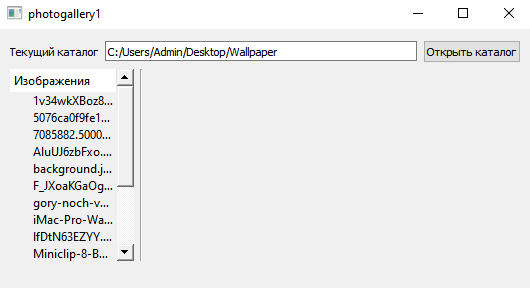 photogallery1
Текущий каталог C:/Users/Admin/Desktop/Wallpaper Открыть каталог
Изображения
1v34wkXBoz8...
5076ca0f9fe1...
7085882.5000...
AluUJ6zbFxo....
background.j...
F_JXoaKGaOg...
gory-noch-v...
iMac-Pro-Wa...
IfDtN63EZYY....
Miniclip-8-B...